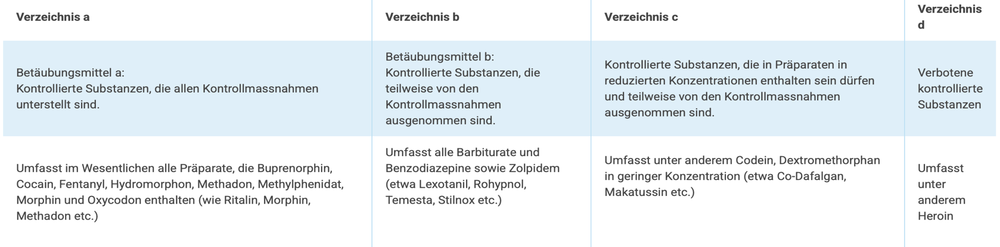 Verzeichnis a
Verzeichnis b
Verzeichnis c
Verzeichnis
d
Betäubungsmittel a:
Kontrollierte Substanzen, die allen Kontrollmassnahmen
unterstellt sind.
Betäubungsmittel b:
Kontrollierte Substanzen, die
teilweise von den
Kontrollmassnahmen
ausgenommen sind.
Kontrollierte Substanzen, die in Präparaten in
reduzierten Konzentrationen enthalten sein dürfen
und teilweise von den Kontrollmassnahmen
ausgenommen sind.
Verbotene
kontrollierte
Substanzen
Umfasst im Wesentlichen alle Präparate, die Buprenorphin,
Cocain, Fentanyl, Hydromorphon, Methadon, Methylphenidat,
Morphin und Oxycodon enthalten (wie Ritalin, Morphin,
Methadon etc.)
Umfasst alle Barbiturate und
Benzodiazepine sowie Zolpidem
(etwa Lexotanil, Rohypnol,
Temesta, Stilnox etc.)
Umfasst unter anderem Codein, Dextromethorphan
in geringer Konzentration (etwa Co-Dafalgan,
Makatussin etc.)
Umfasst
unter
anderem
Heroin